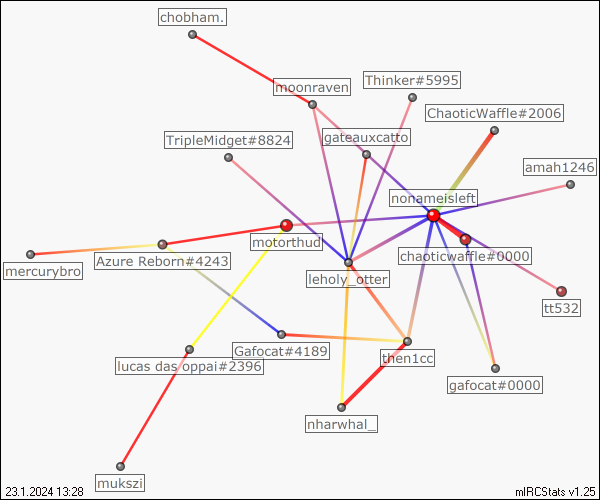 chobham.
moonraven
Thinker#5995
ChaoticWaffle#2006
TripleMidget#8824
gateauxcatto
amah1246
nonameisleft
motorthud
chaoticwaffle#0000
mercurybro
Azure Reborn#4243
leholy_otter
tt532
Gafocat#4189
then1cc
lucas das oppai#2396
gafocat#0000
nharwhal_
mukszi
23.1.2024 13:28
mIRCStats v1.25